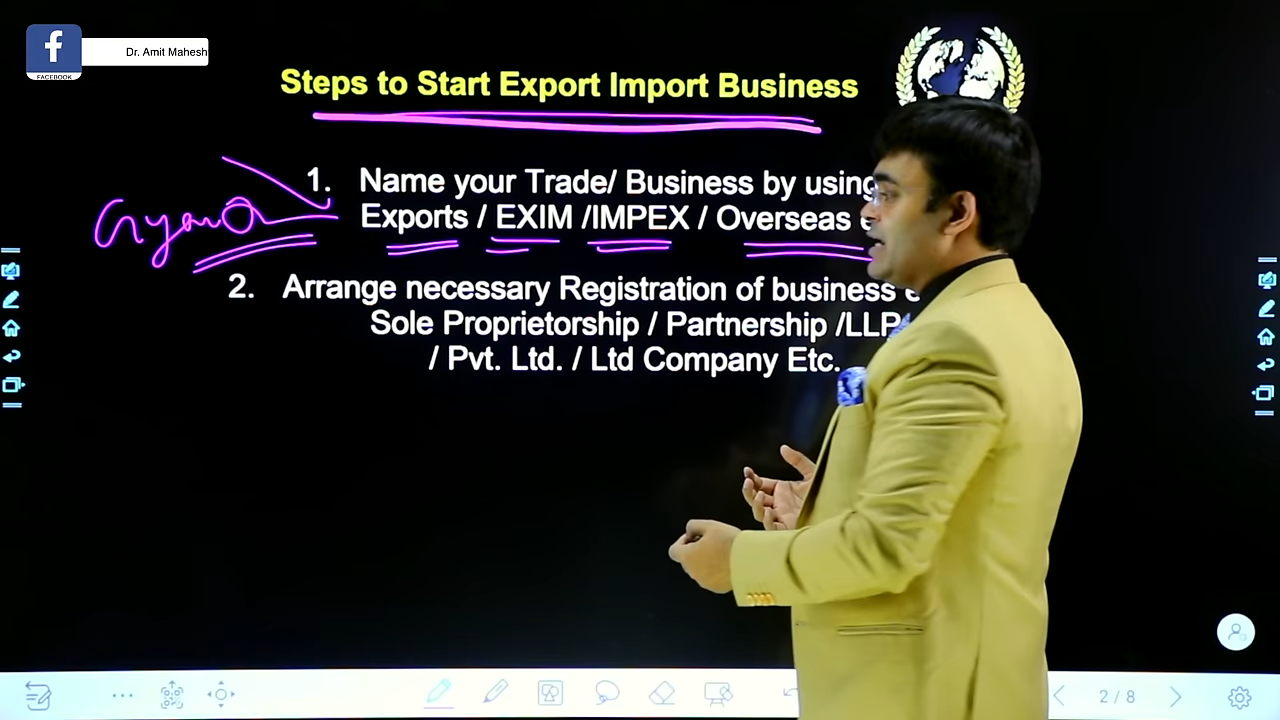 FACEBOOK
Dr. Amit Mahesh
Steps to Start Export Import Business
1. Name your Trade/ Business by using
Exports / EXIM /IMPEX / Overseas
Gyana
2. Arrange necessary Registration of business
Sole Proprietorship / Partnership /LLP
/ Pvt. Ltd. / Ltd Company Etc.
2 / 8